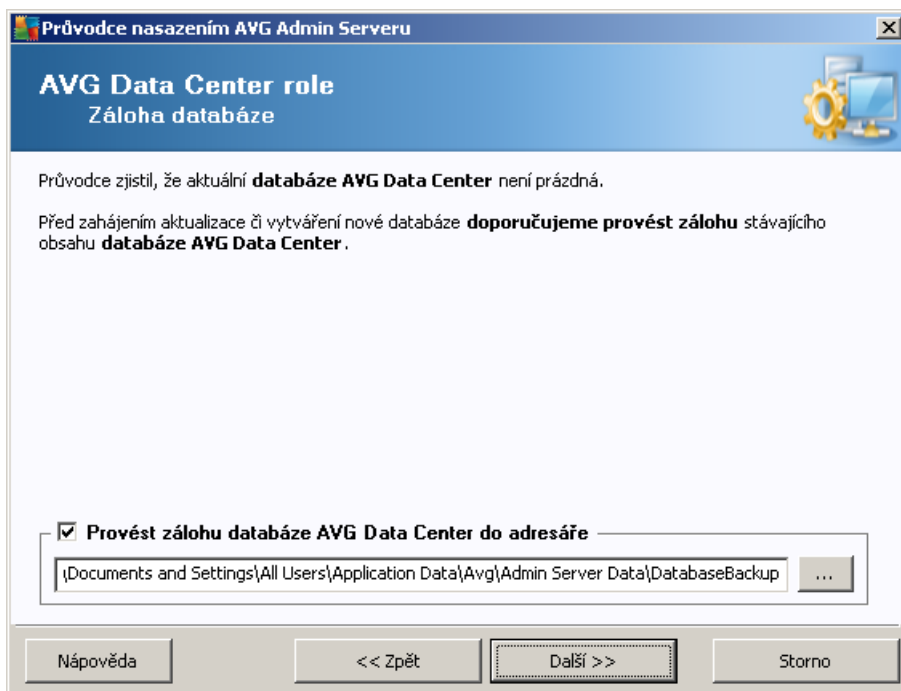 Průvodce nasazením AVG Admin Serveru
AVG Data Center role
Záloha databáze
Průvodce zjistil, že aktuální databáze AVG Data Center není prázdná.
Před zahájením aktualizace či vytváření nové databáze doporučujeme provést zálohu stávajícího
obsahu databáze AVG Data Center.
Provést zálohu databáze AVG Data Center do adresáře
\Documents and Settings\All Users\Application Data\Avg\Admin Server Data\DatabaseBackup
...
Nápověda
<< Zpět
Další >>
Storno